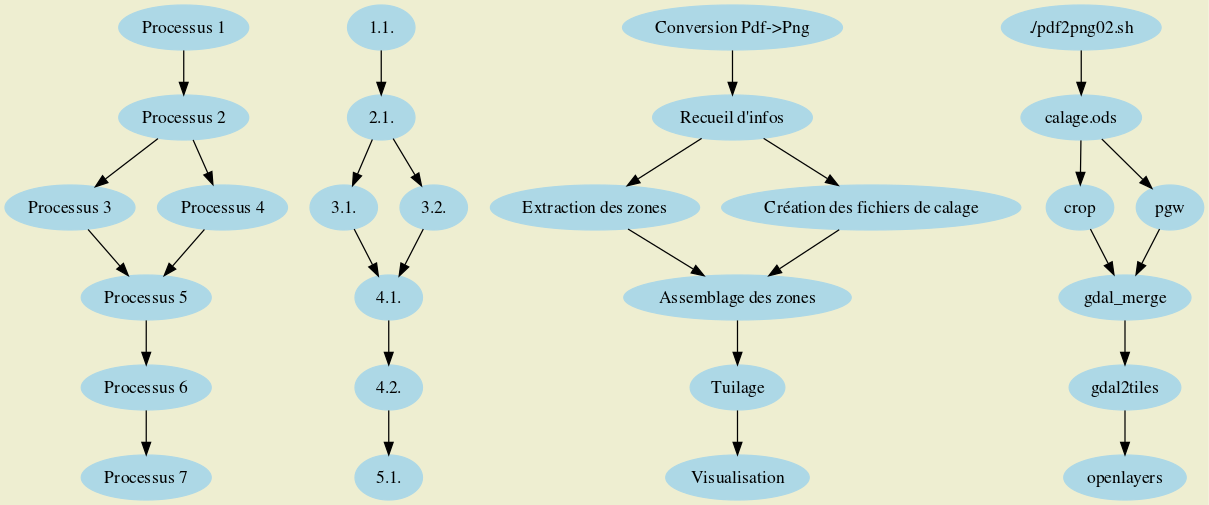 Processus 1
Processus 2
Processus 3
Processus 4
Processus 5
Processus 6
Processus 7
1.1.
2.1.
3.1.
3.2.
4.1.
4.2.
5.1.
Conversion Pdf->Png
Recueil d'infos
Extraction des zones
Création des fichiers de calage
Assemblage des zones
Tuilage
Visualisation
./pdf2png02.sh
calage.ods
crop
pgw
gdal_merge
gdal2tiles
openlayers